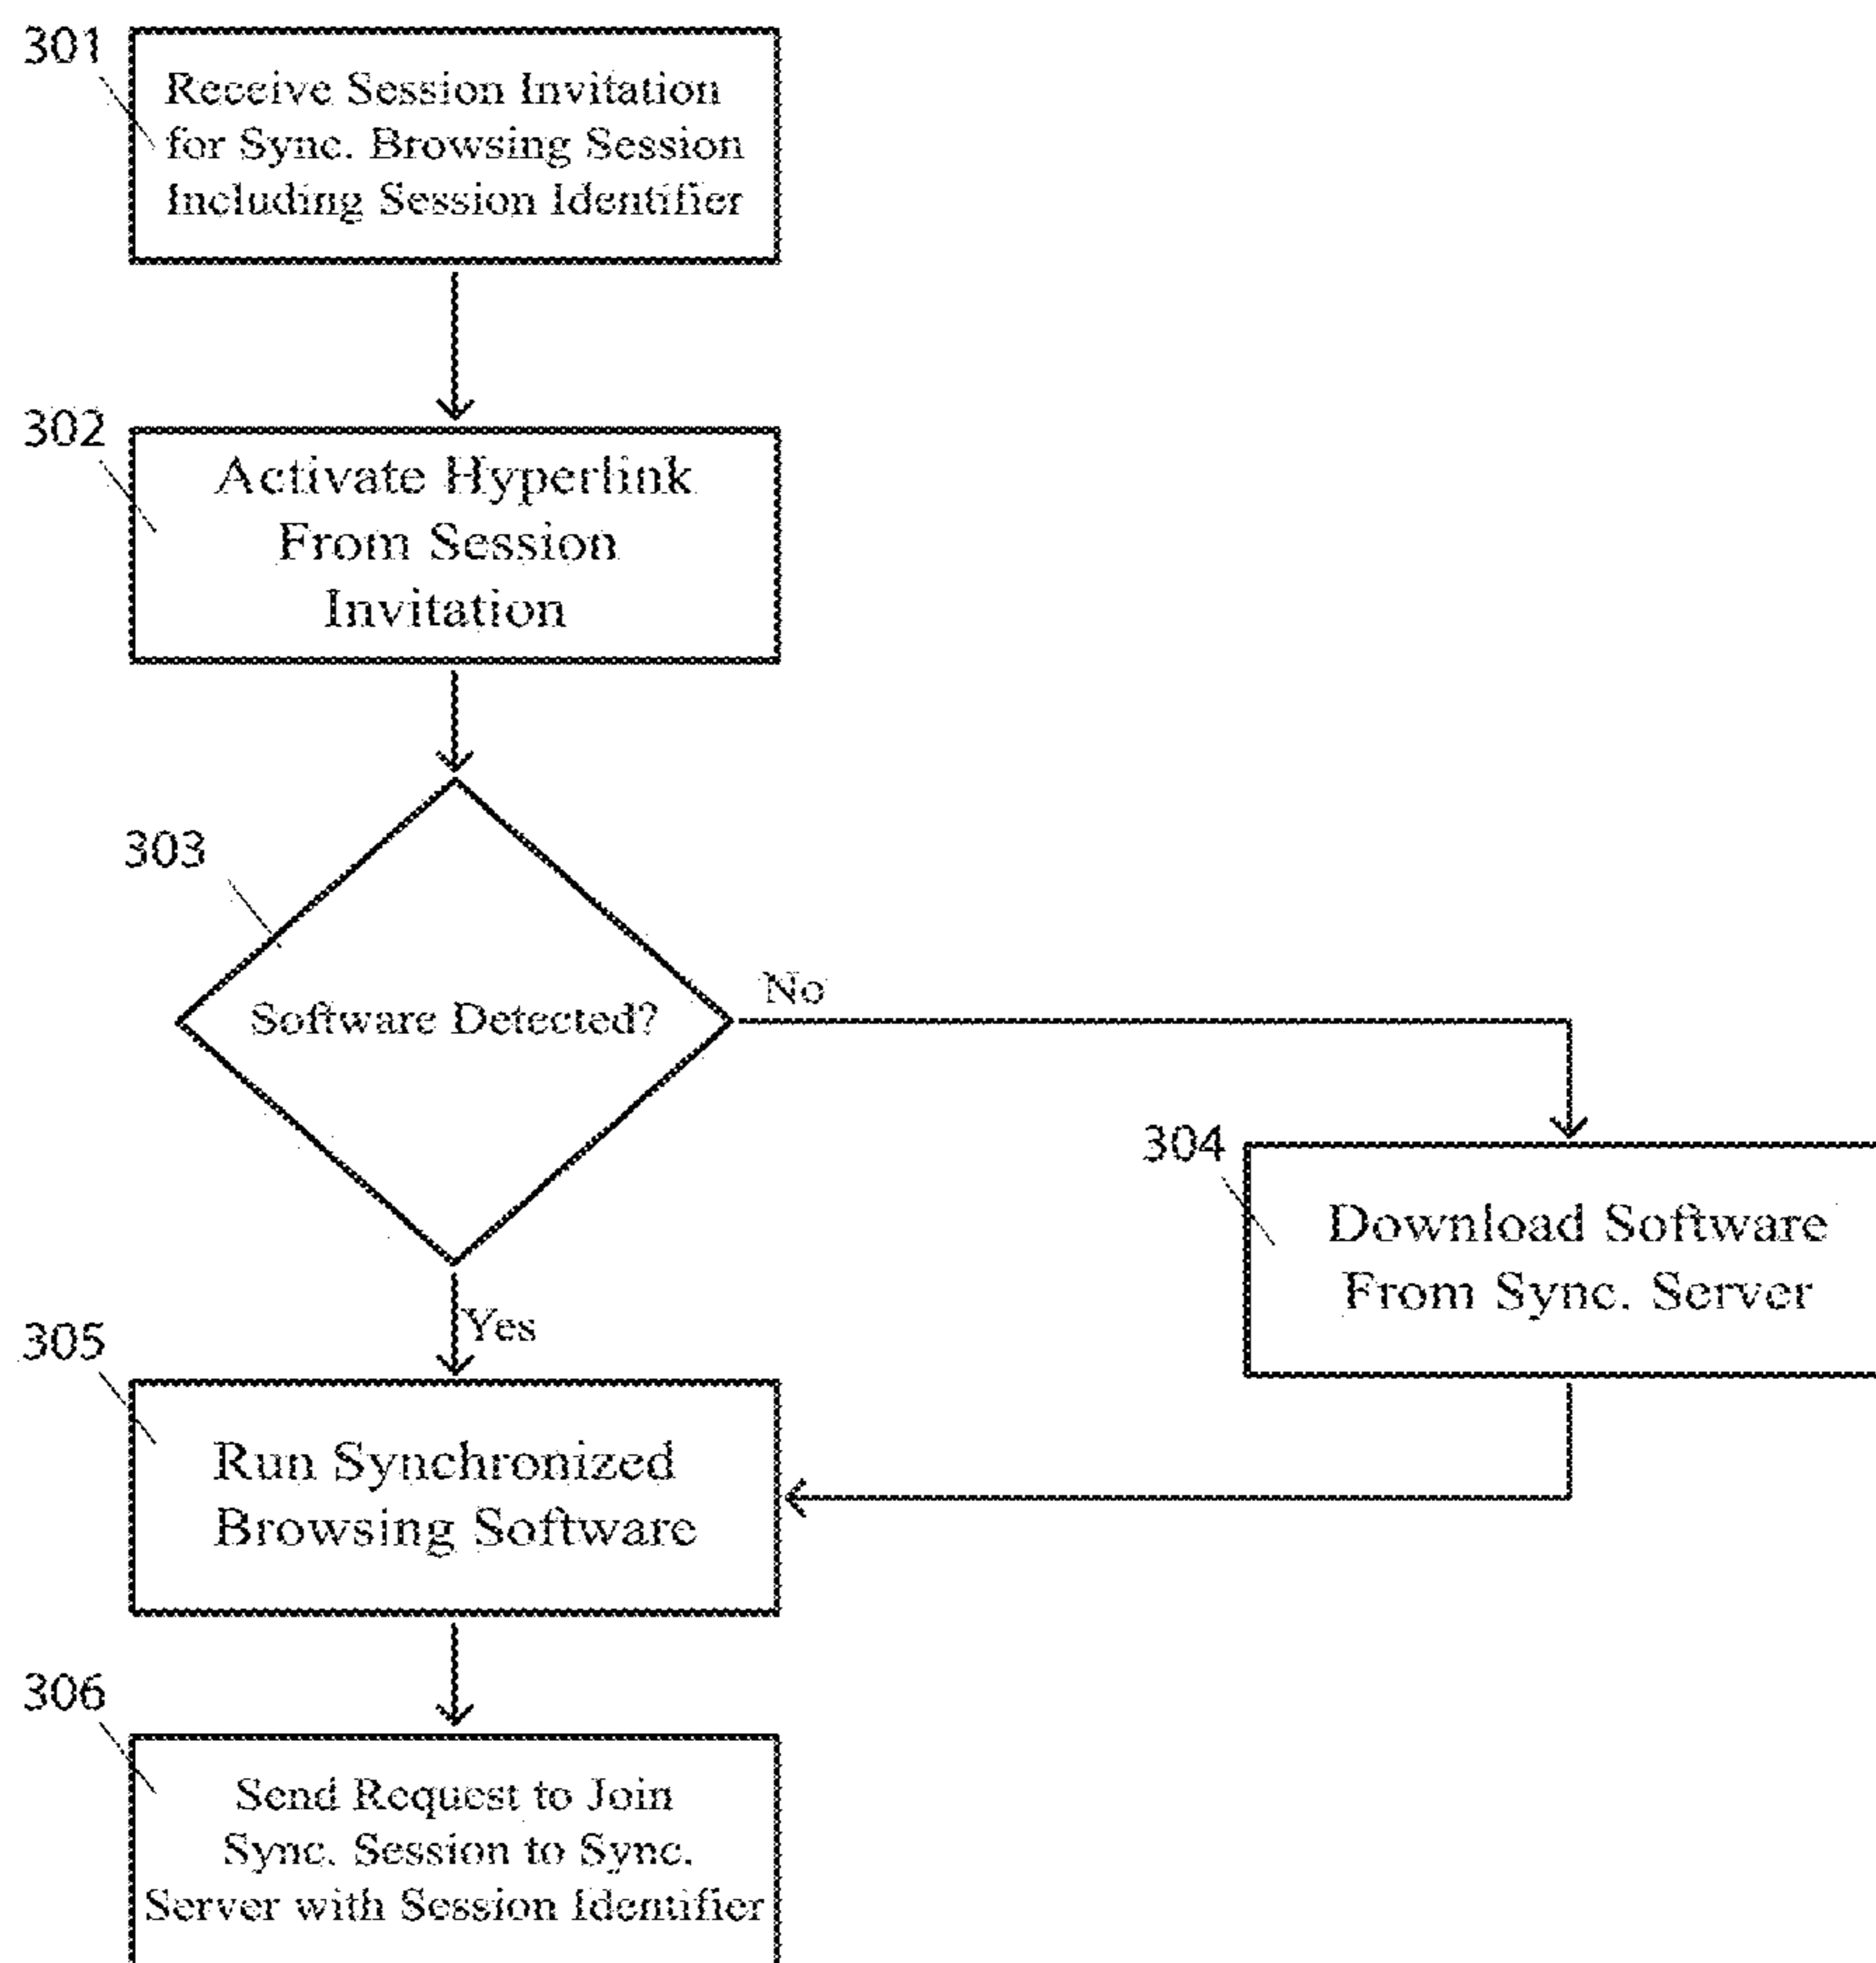 301
Receive Session Invitation
for Sync. Browsing Session
Including Session Identifier
302
Activate Hyperlink
From Session
Invitation
303
Software Detected?
No
304
Download Software
From Sync. Server
Yes
305
Run Synchronized
Browsing Software
306
Send Request to Join
Sync. Session to Sync.
Server with Session Identifier